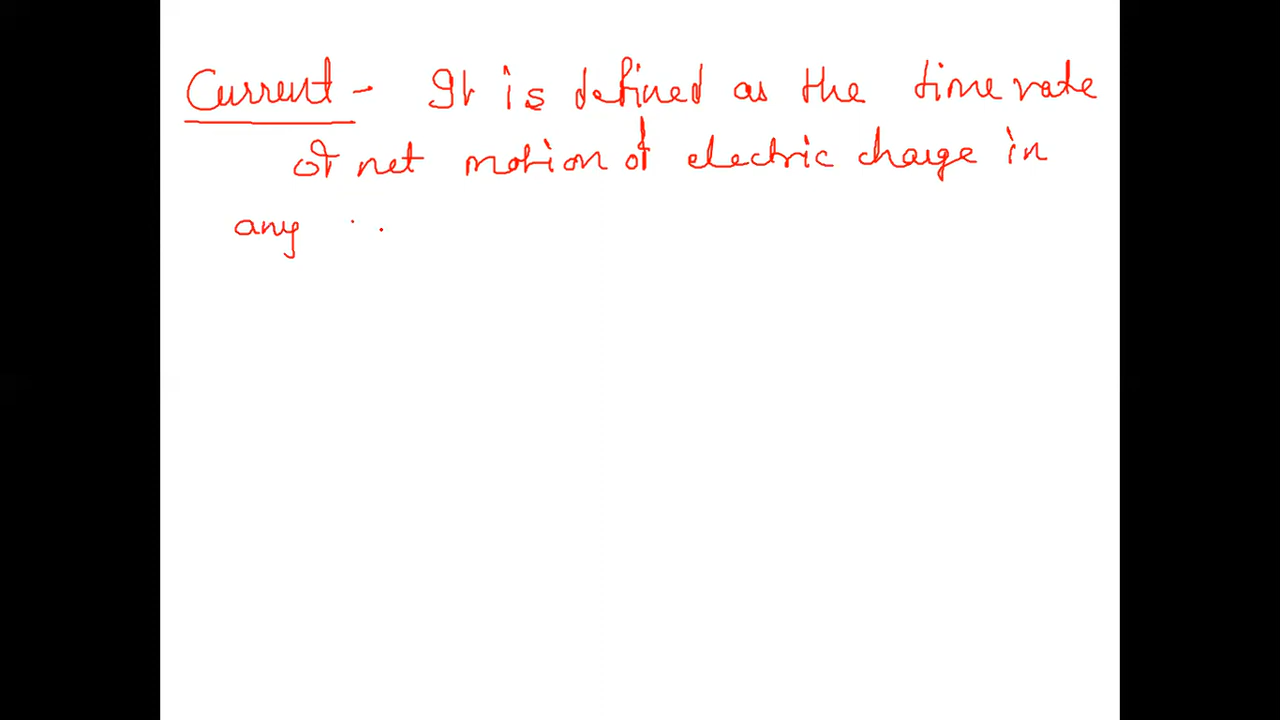 Current - It is defined as the time rate
of net motion of electric charge in
any